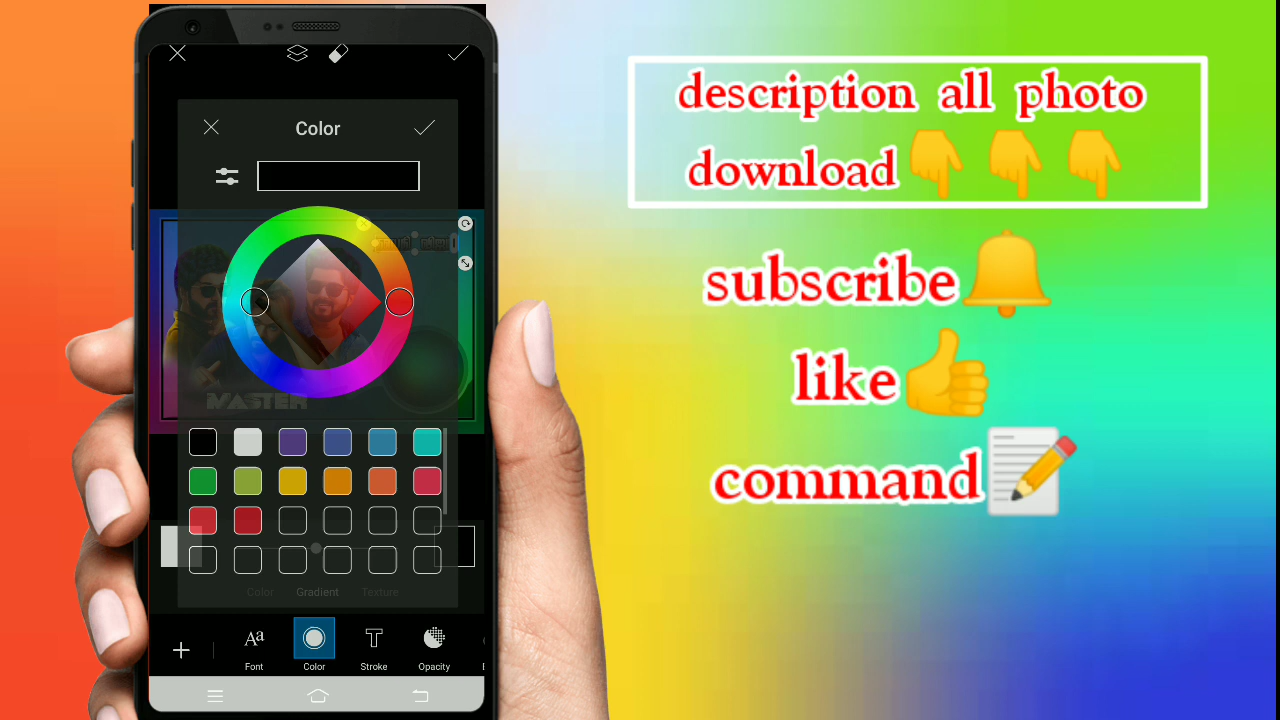 Color
MASTER
Color Gradient Texture
Font Color Stroke Opacity
description all photo
download👇👇👇
subscribe🔔
like👍
command📝